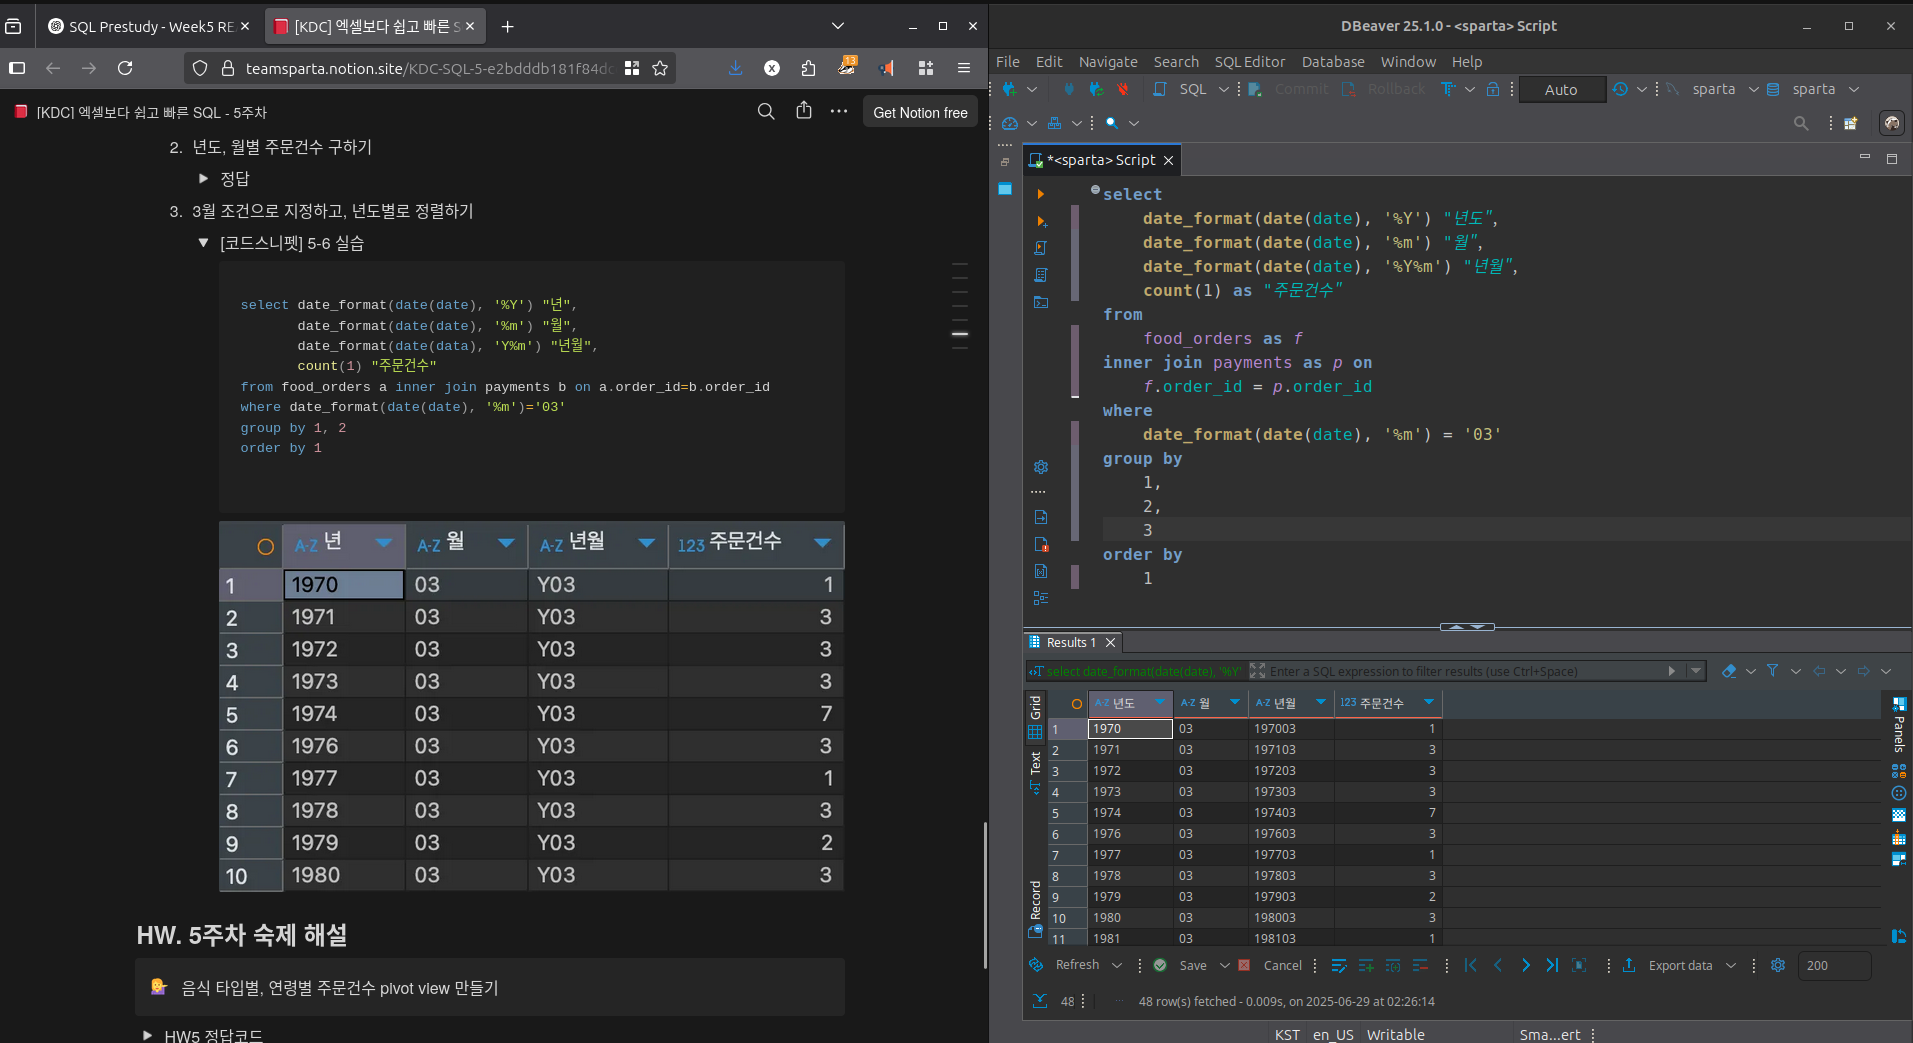 SQL Prestudy - Week5 RE
[KDC] 엑셀보다 쉽고 빠른 S
teamsparta.notion.site/KDC-SQL-5-e2bdddb181f84dc
13
[KDC] 엑셀보다 쉽고 빠른 SQL - 5주차
Get Notion free
2. 년도, 월별 주문건수 구하기
정답
3. 3월 조건으로 지정하고, 년도별로 정렬하기
[코드스니펫] 5-6 실습
select date_format(date(date), '%Y') "년",
date_format(date(date), '%m') "월",
date_format(date(data), 'Y%m') "년월",
count(1) "주문건수"
from food_orders a inner join payments b on a.order_id=b.order_id
where date_format(date(date), '%m')='03'
group by 1, 2
order by 1
A-Z 년 A-Z 월 A-Z 년월 123 주문건수
1 1970 03 Y03 1
2 1971 03 Y03 3
3 1972 03 Y03 3
4 1973 03 Y03 3
5 1974 03 Y03 7
6 1976 03 Y03 3
7 1977 03 Y03 1
8 1978 03 Y03 3
9 1979 03 Y03 2
10 1980 03 Y03 3
HW. 5주차 숙제 해설
음식 타입별, 연령별 주문건수 pivot view 만들기
HW5 정답코드
DBeaver 25.1.0 - <sparta> Script
File Edit Navigate Search SQL Editor Database Window Help
SQL Commit Rollback Auto sparta sparta
*<sparta> Script
select
date_format(date(date), '%Y') "년도",
date_format(date(date), '%m') "월",
date_format(date(date), '%Y%m') "년월",
count(1) as "주문건수"
from
food_orders as f
inner join payments as p on
f.order_id = p.order_id
where
date_format(date(date), '%m') = '03'
group by
1,
2,
3
order by
1
Results 1
select date_format(date(date), '%Y' Enter a SQL expression to filter results (use Ctrl+Space)
Grid
Text
Record
Panels
A-Z 년도 A-Z 월 A-Z 년월 123 주문건수
1 1970 03 197003 1
2 1971 03 197103 3
3 1972 03 197203 3
4 1973 03 197303 3
5 1974 03 197403 7
6 1976 03 197603 3
7 1977 03 197703 1
8 1978 03 197803 3
9 1979 03 197903 2
10 1980 03 198003 3
11 1981 03 198103 1
Refresh Save Cancel Export data 200
48 48 row(s) fetched - 0.009s, on 2025-06-29 at 02:26:14
KST en_US Writable Sma...ert